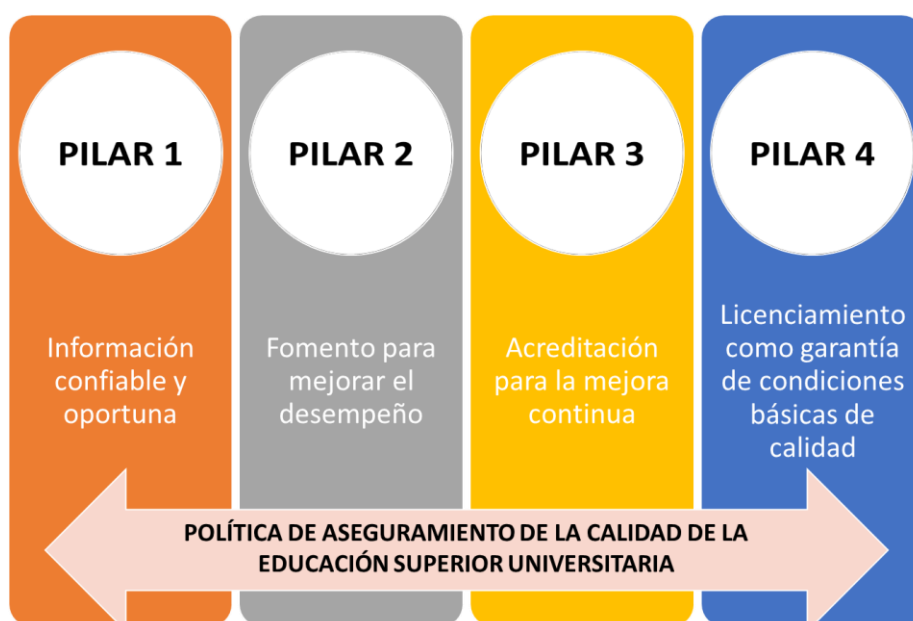 PILAR 1
PILAR 2
PILAR 3
PILAR 4
Información
confiable y
oportuna
Fomento para
mejorar el
desempeño
Acreditación
para la mejora
continua
Licenciamiento
como garantía
de condiciones
básicas de
calidad
POLÍTICA DE ASEGURAMIENTO DE LA CALIDAD DE LA
EDUCACIÓN SUPERIOR UNIVERSITARIA